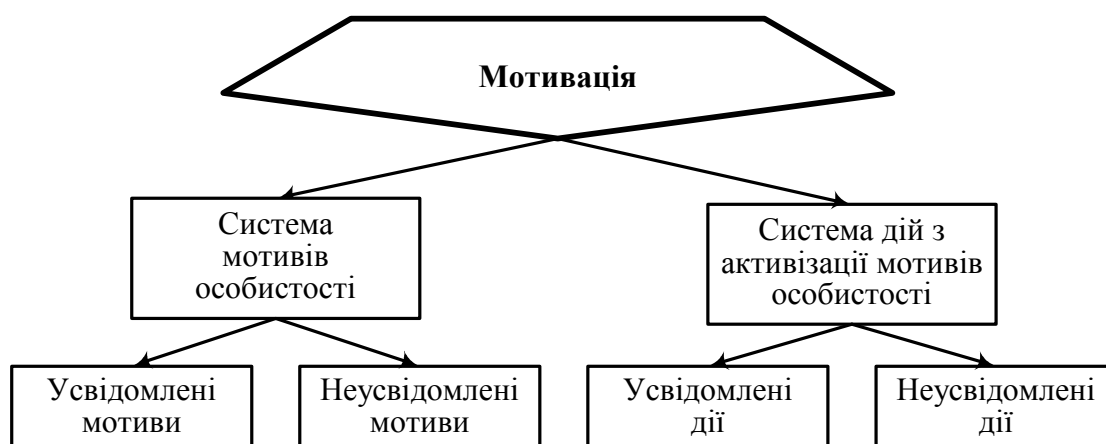 Мотивація
Система
мотивів
особистості
Система дій з
активізації мотивів
особистості
Усвідомлені
мотиви
Неусвідомлені
мотиви
Усвідомлені
дії
Неусвідомлені
дії